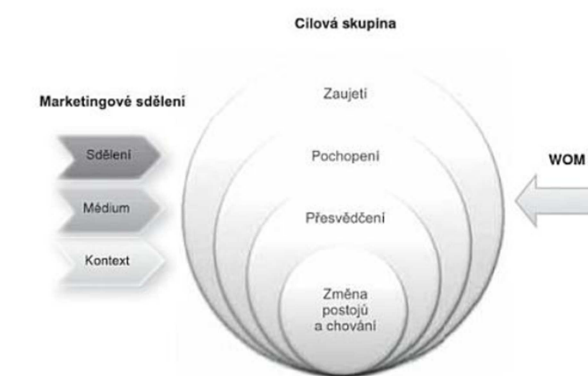 Cílová skupina
Marketingové sdělení
Sdělení
Médium
Kontext
Zaujetí
Pochopení
Přesvědčení
Změna
postojů
a chování
WOM